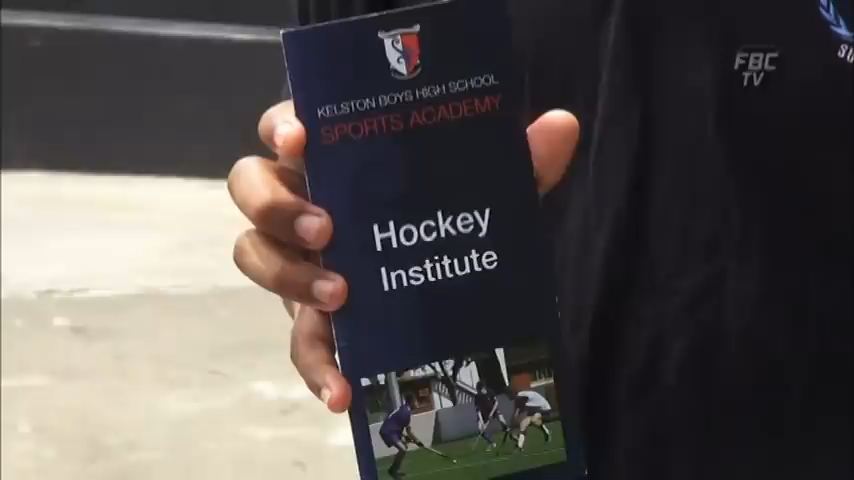 KELSTON BOYS HIGH SCHOOL
SPORTS ACADEMY
Hockey
Institute
FBC
TV